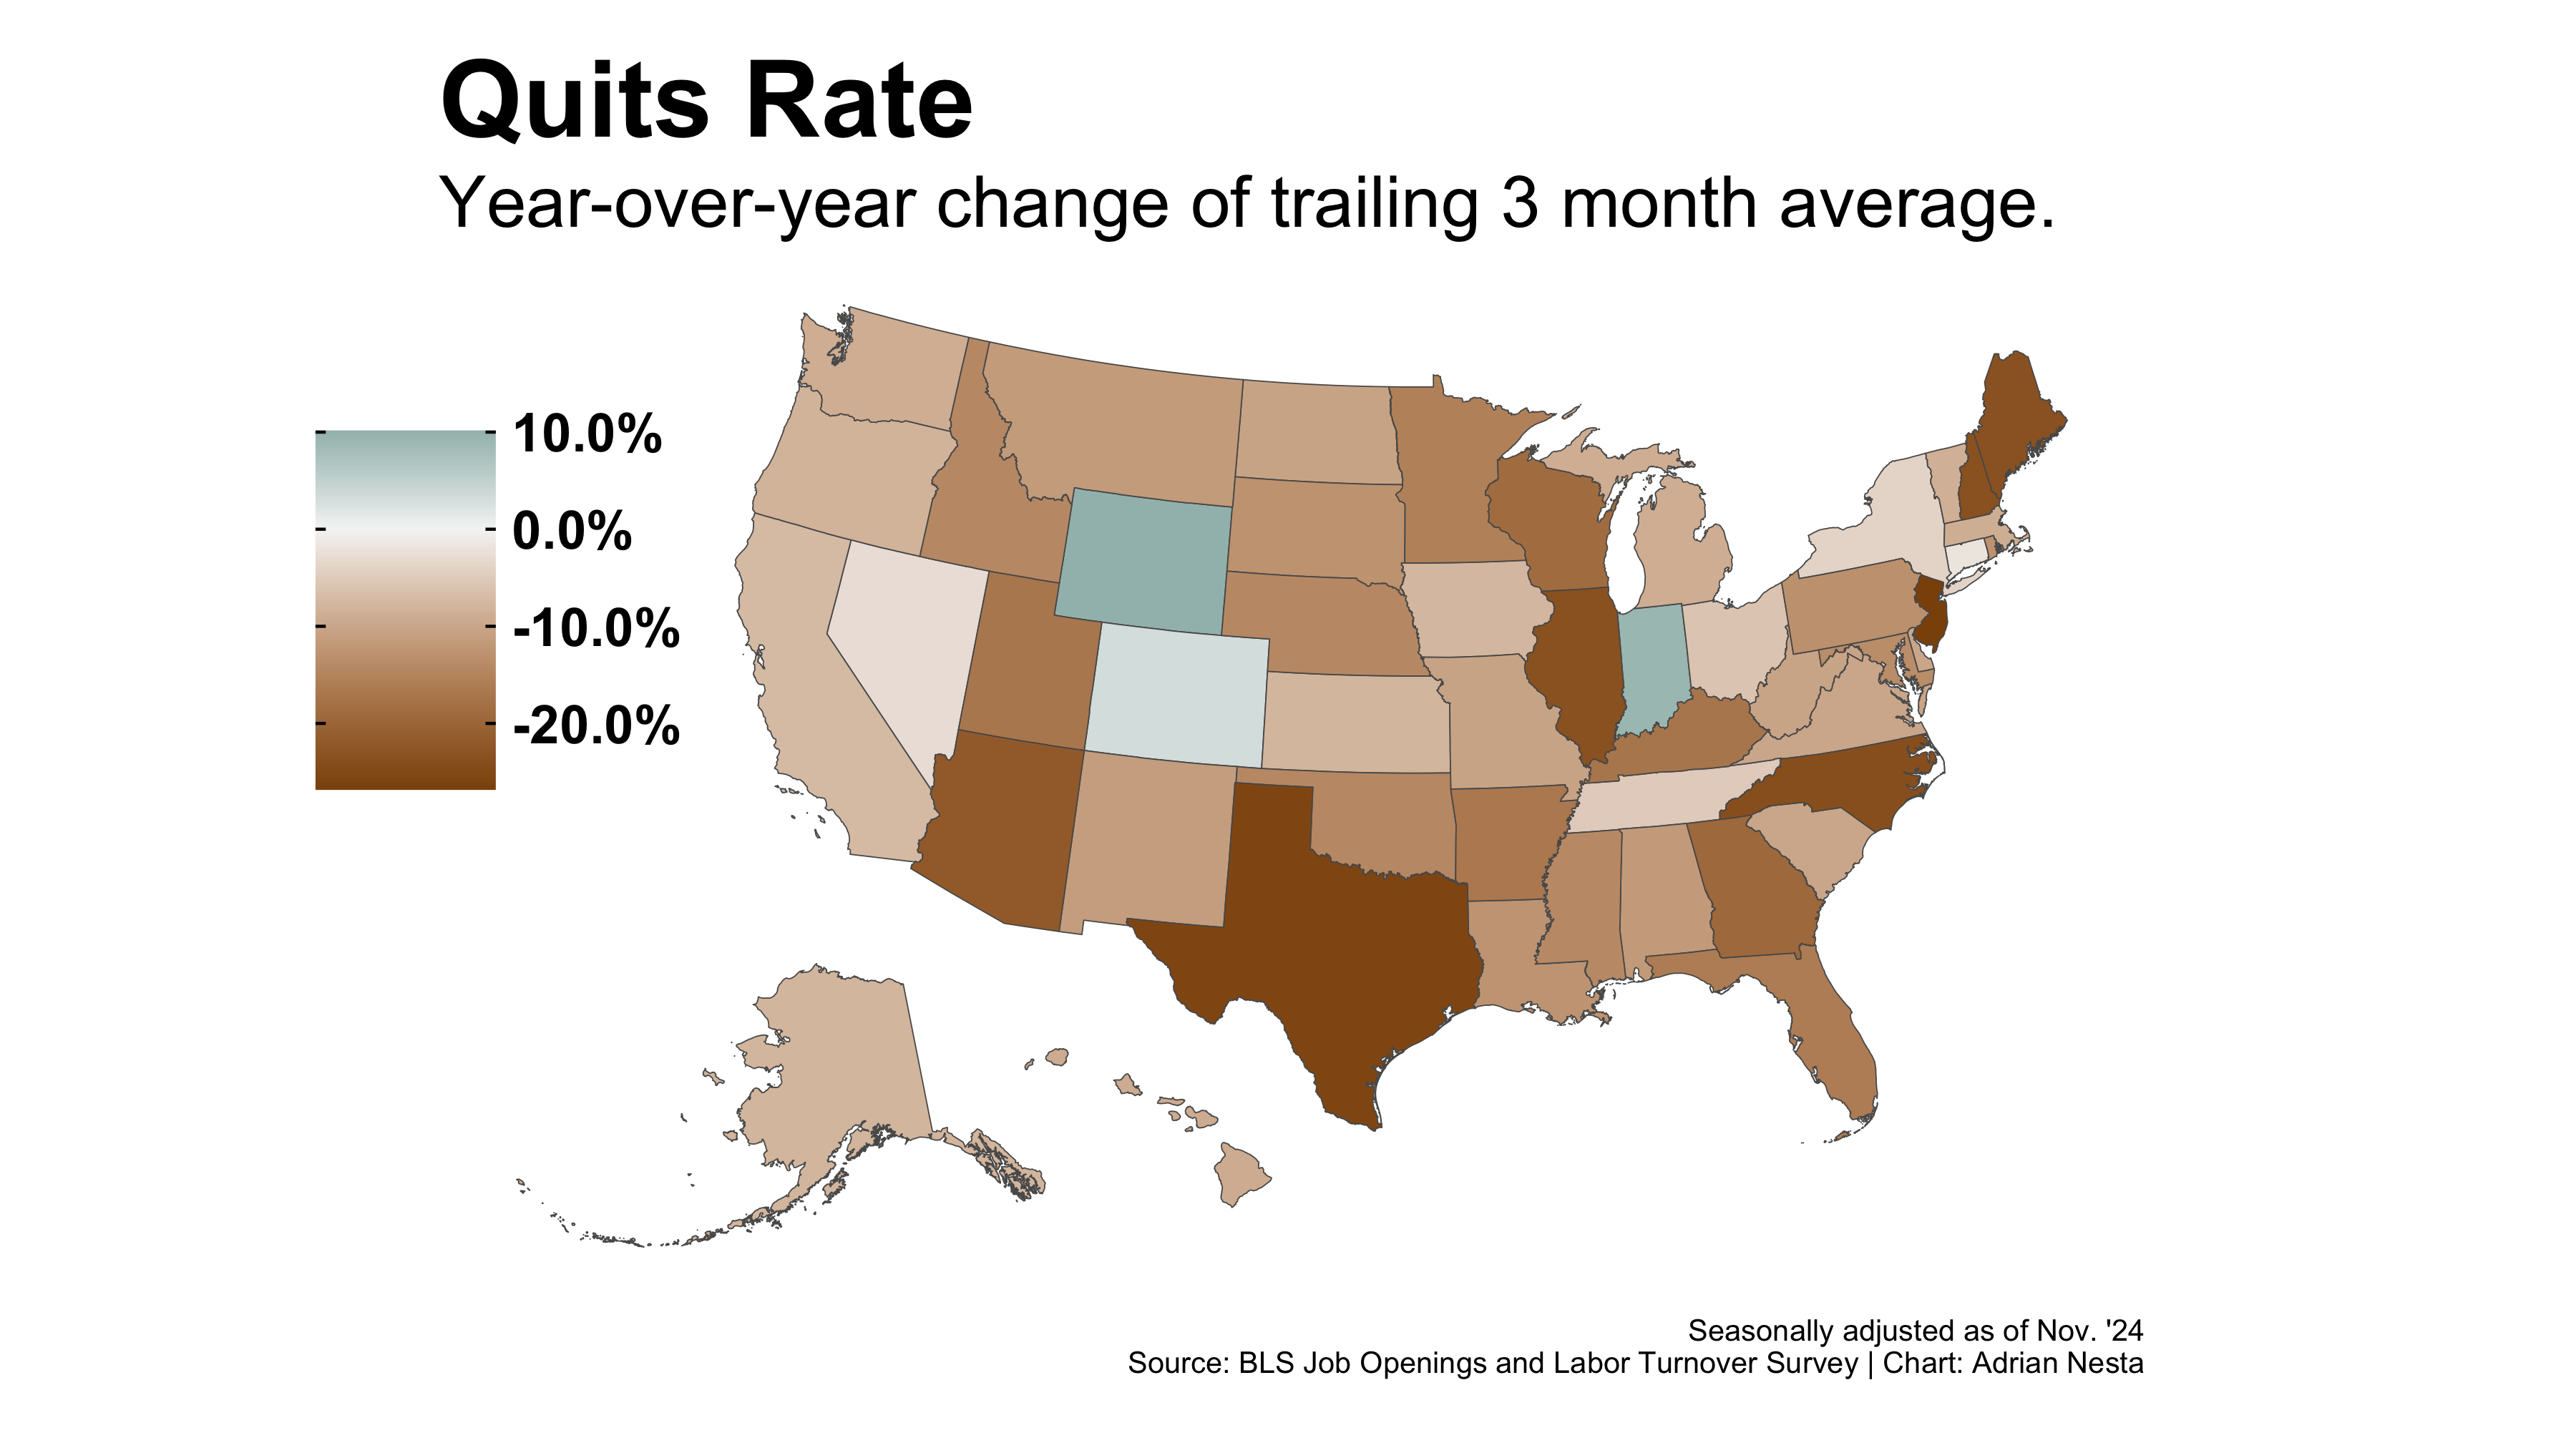 Quits Rate
Year-over-year change of trailing 3 month average.
10.0%
0.0%
-10.0%
-20.0%
Seasonally adjusted as of Nov. '24
Source: BLS Job Openings and Labor Turnover Survey | Chart: Adrian Nesta